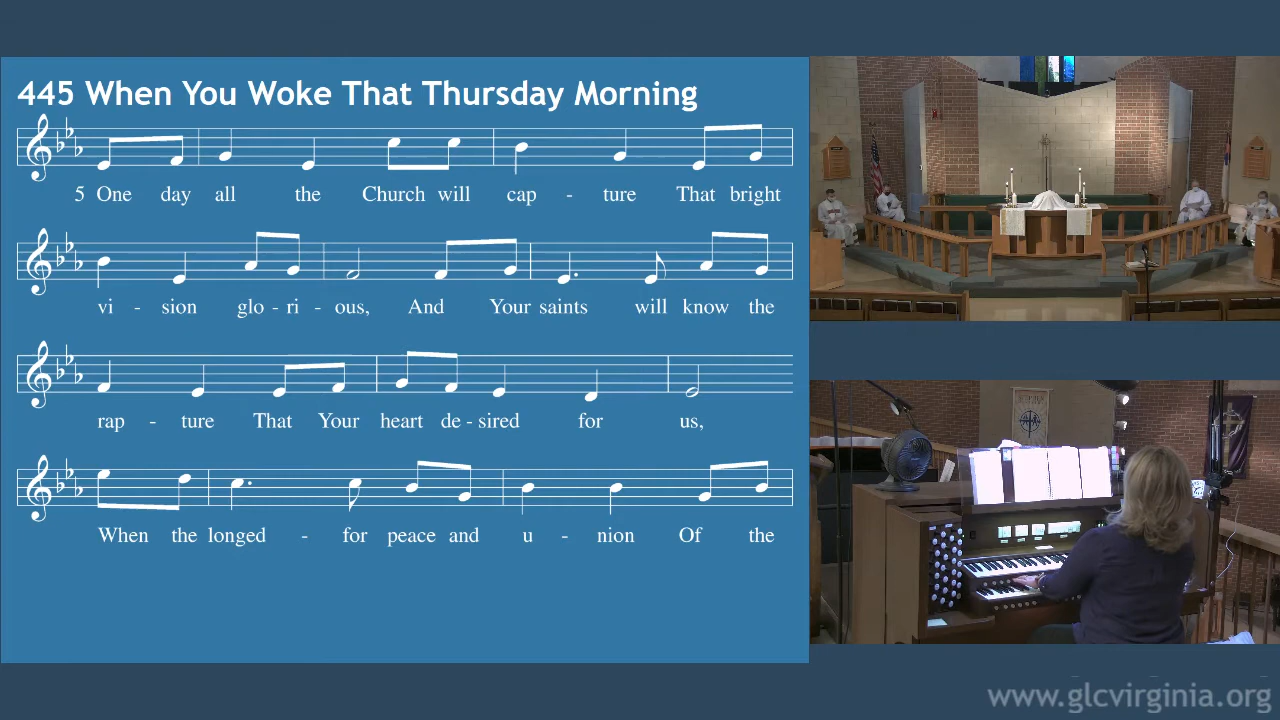 445 When You Woke That Thursday Morning
5 One day all the Church will cap - ture That bright
vi - sion glo - ri - ous, And Your saints will know the
rap - ture That Your heart de - sired for us,
When the longed - for peace and u - nion Of the
www.glcvirginia.org